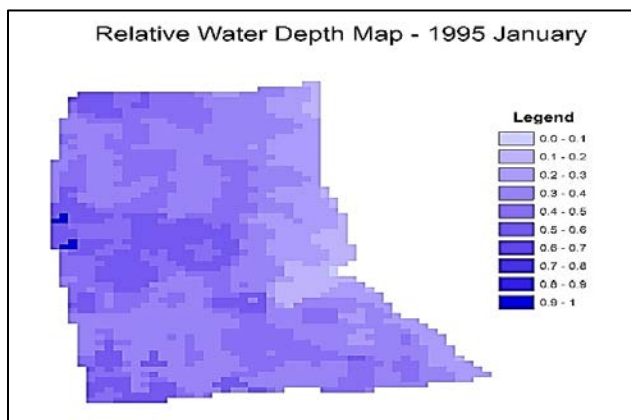 Relative Water Depth Map - 1995 January
Legend
0.0 - 0.1
0.1 - 0.2
0.2 - 0.3
0.3 - 0.4
0.4 - 0.5
0.5 - 0.6
0.6 - 0.7
0.7 - 0.8
0.8 - 0.9
0.9 - 1